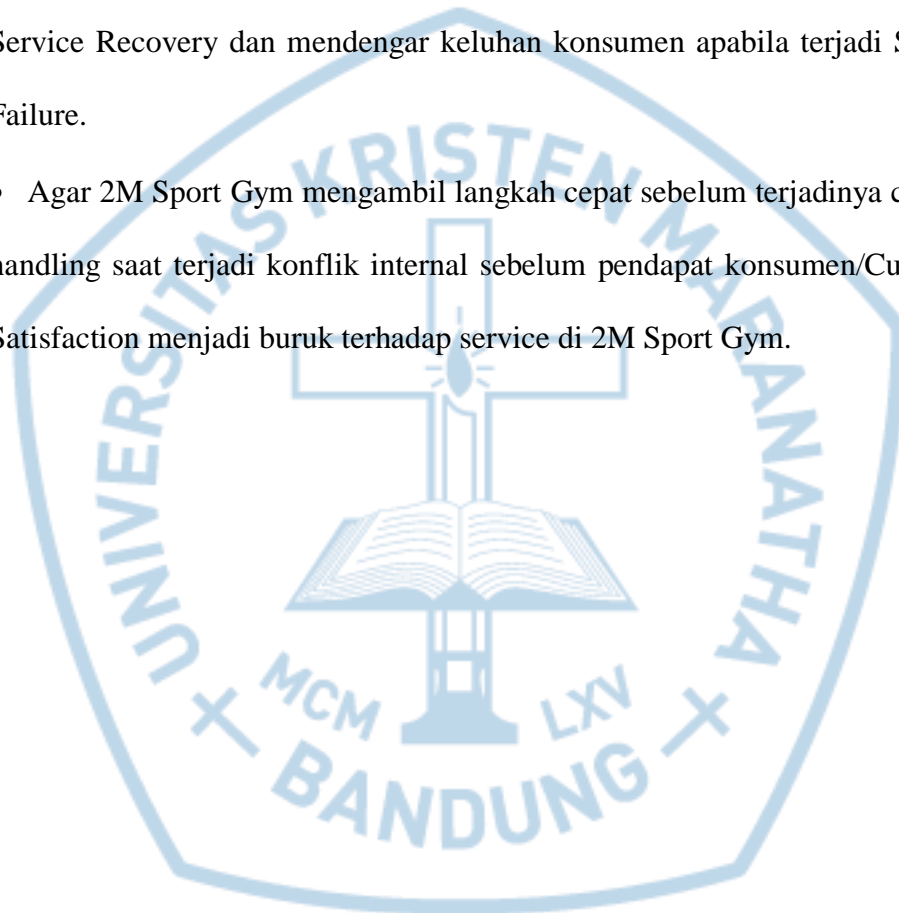 Service Recovery dan mendengar keluhan konsumen apabila terjadi S
Failure.
• Agar 2M Sport Gym mengambil langkah cepat sebelum terjadinya c
handling saat terjadi konflik internal sebelum pendapat konsumen/Cu
Satisfaction menjadi buruk terhadap service di 2M Sport Gym.
UNIVERSITAS KRISTEN MARANATHA
MCM LXV
BANDUNG